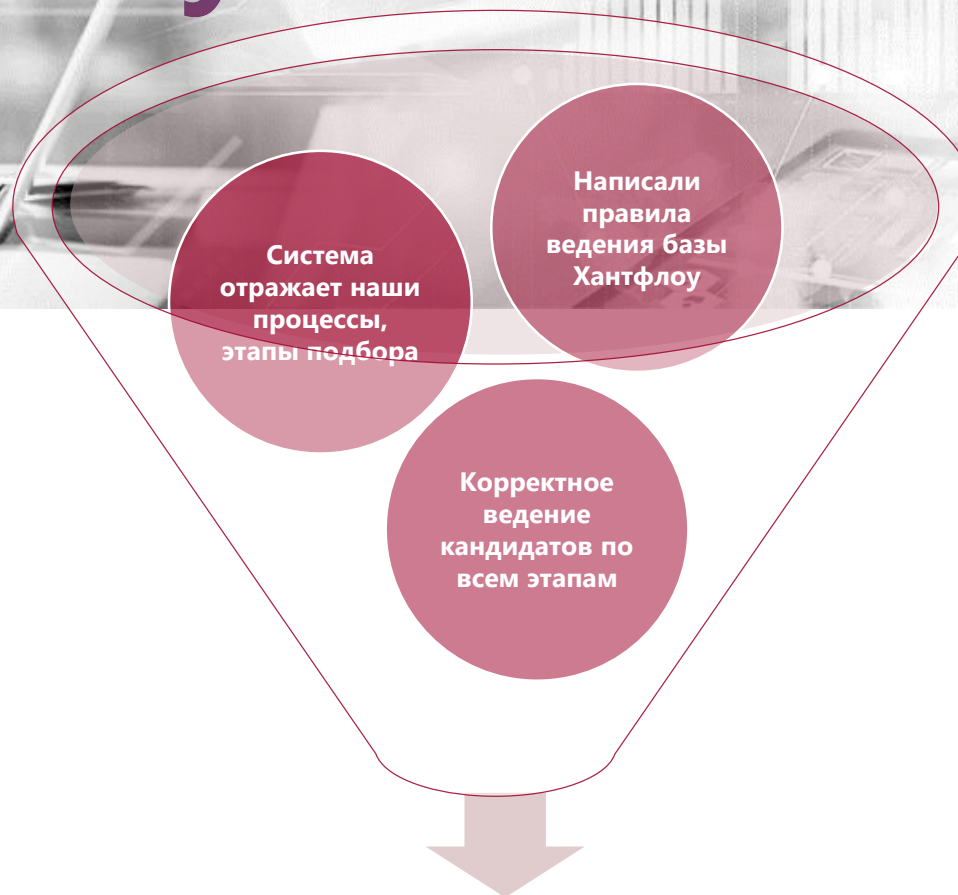 Написали
правила
ведения базы
Хантфлоу
Система
отражает наши
процессы,
этапы подбора
Корректное
ведение
кандидатов по
всем этапам